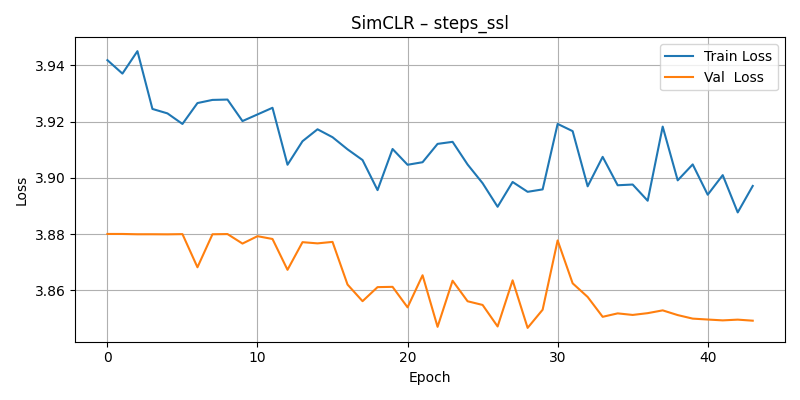 SimCLR – steps_ssl
Train Loss
Val  Loss
Loss
3.94
3.92
3.90
3.88
3.86
0 10 20 30 40
Epoch